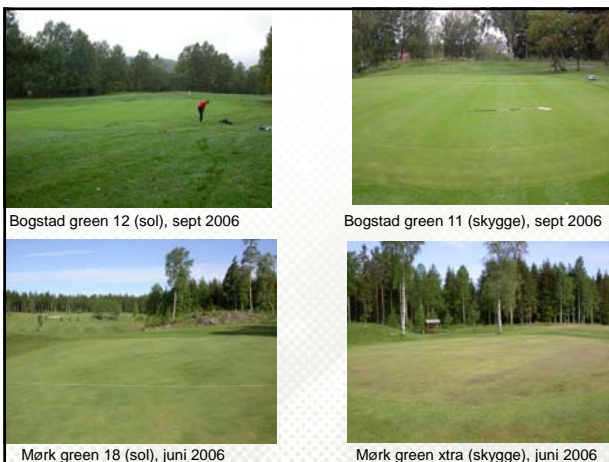 Bogstad green 12 (sol), sept 2006
Bogstad green 11 (skygge), sept 2006
Mørk green 18 (sol), juni 2006
Mørk green xtra (skygge), juni 2006